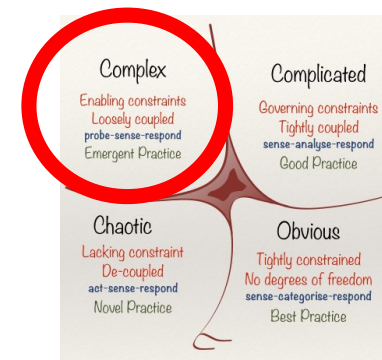 Complex
Enabling constraints
Loosely coupled
probe-sense-respond
Emergent Practice
Complicated
Governing constraints
Tightly coupled
sense-analyse-respond
Good Practice
Chaotic
Lacking constraint
De-coupled
act-sense-respond
Novel Practice
Obvious
Tightly constrained
No degrees of freedom
sense-categorise-respond
Best Practice